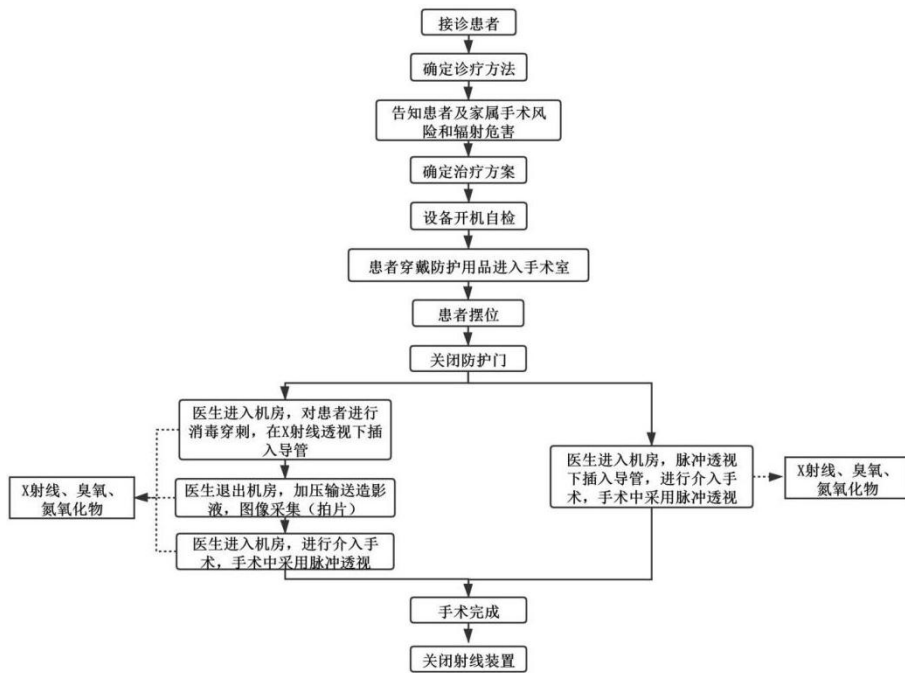 接诊患者
确定诊疗方法
告知患者及家属手术风
险和辐射危害
确定治疗方案
设备开机自检
患者穿戴防护用品进入手术室
患者摆位
关闭防护门
医生进入机房，对患者进行
消毒穿刺，在X射线透视下插
入导管
X射线、臭氧、
氮氧化物
医生退出机房，加压输送造影
液，图像采集（拍片）
医生进入机房，进行介入手
术，手术中采用脉冲透视
医生进入机房，脉冲透视
下插入导管，进行介入手
术，手术中采用脉冲透视
X射线、臭氧、
氮氧化物
手术完成
关闭射线装置